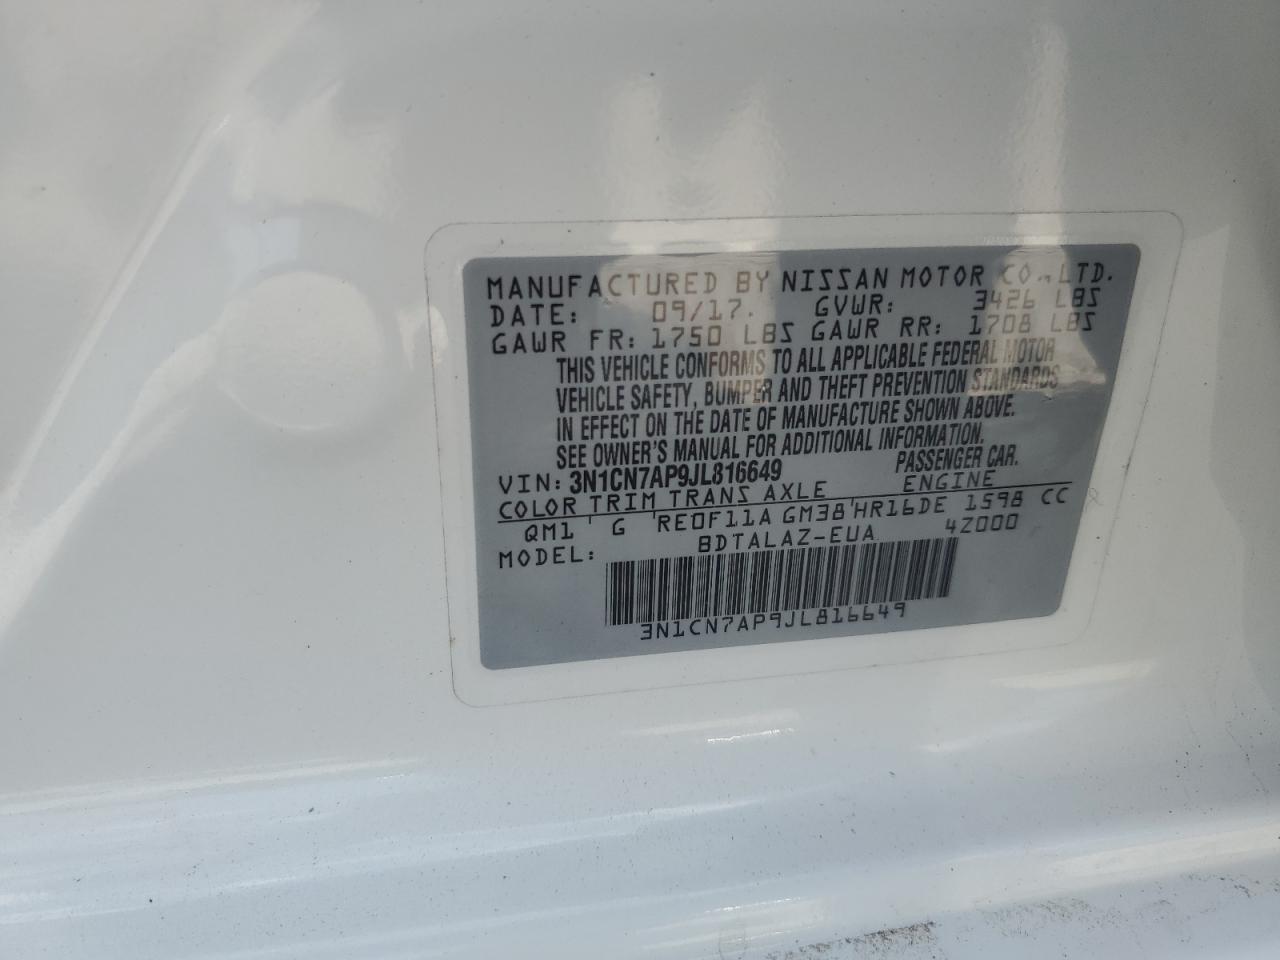 MANUFACTURED BY NISSAN MOTOR CO., LTD.
DATE: 09/17. GVWR: 3426 LBS
GAWR FR: 1750 LBS GAWR RR: 1708 LBS
THIS VEHICLE CONFORMS TO ALL APPLICABLE FEDERAL MOTOR
VEHICLE SAFETY, BUMPER AND THEFT PREVENTION STANDARDS
IN EFFECT ON THE DATE OF MANUFACTURE SHOWN ABOVE.
SEE OWNER'S MANUAL FOR ADDITIONAL INFORMATION.
VIN: 3N1CN7AP9JL816649 PASSENGER CAR.
COLOR TRIM TRANS AXLE ENGINE
QM1 G RE0F11A GM38 HR16DE 1598 CC
MODEL: BDTALAZ-EUA 4Z000
3N1CN7AP9JL816649